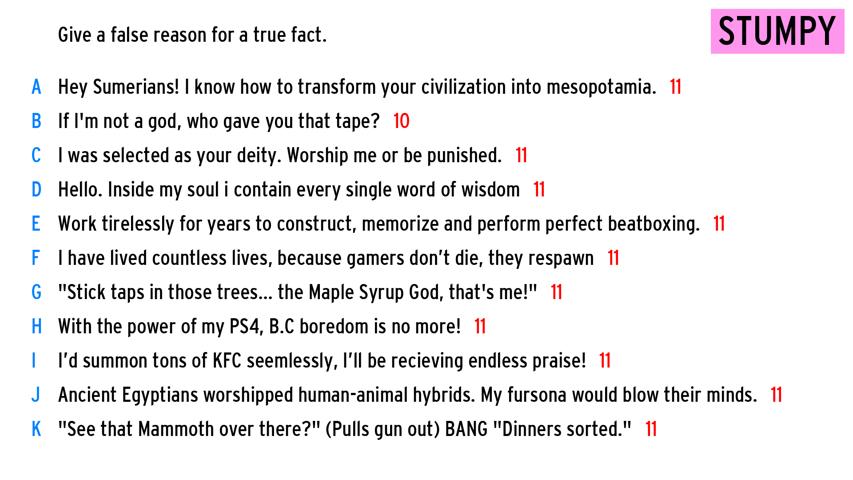 Give a false reason for a true fact.
STUMPY
A Hey Sumerians! I know how to transform your civilization into mesopotamia. 11
B If I'm not a god, who gave you that tape? 10
C I was selected as your deity. Worship me or be punished. 11
D Hello. Inside my soul i contain every single word of wisdom 11
E Work tirelessly for years to construct, memorize and perform perfect beatboxing. 11
F I have lived countless lives, because gamers don’t die, they respawn 11
G "Stick taps in those trees... the Maple Syrup God, that's me!" 11
H With the power of my PS4, B.C boredom is no more! 11
I I’d summon tons of KFC seemlessly, I’ll be recieving endless praise! 11
J Ancient Egyptians worshipped human-animal hybrids. My fursona would blow their minds. 11
K "See that Mammoth over there?" (Pulls gun out) BANG "Dinners sorted." 11